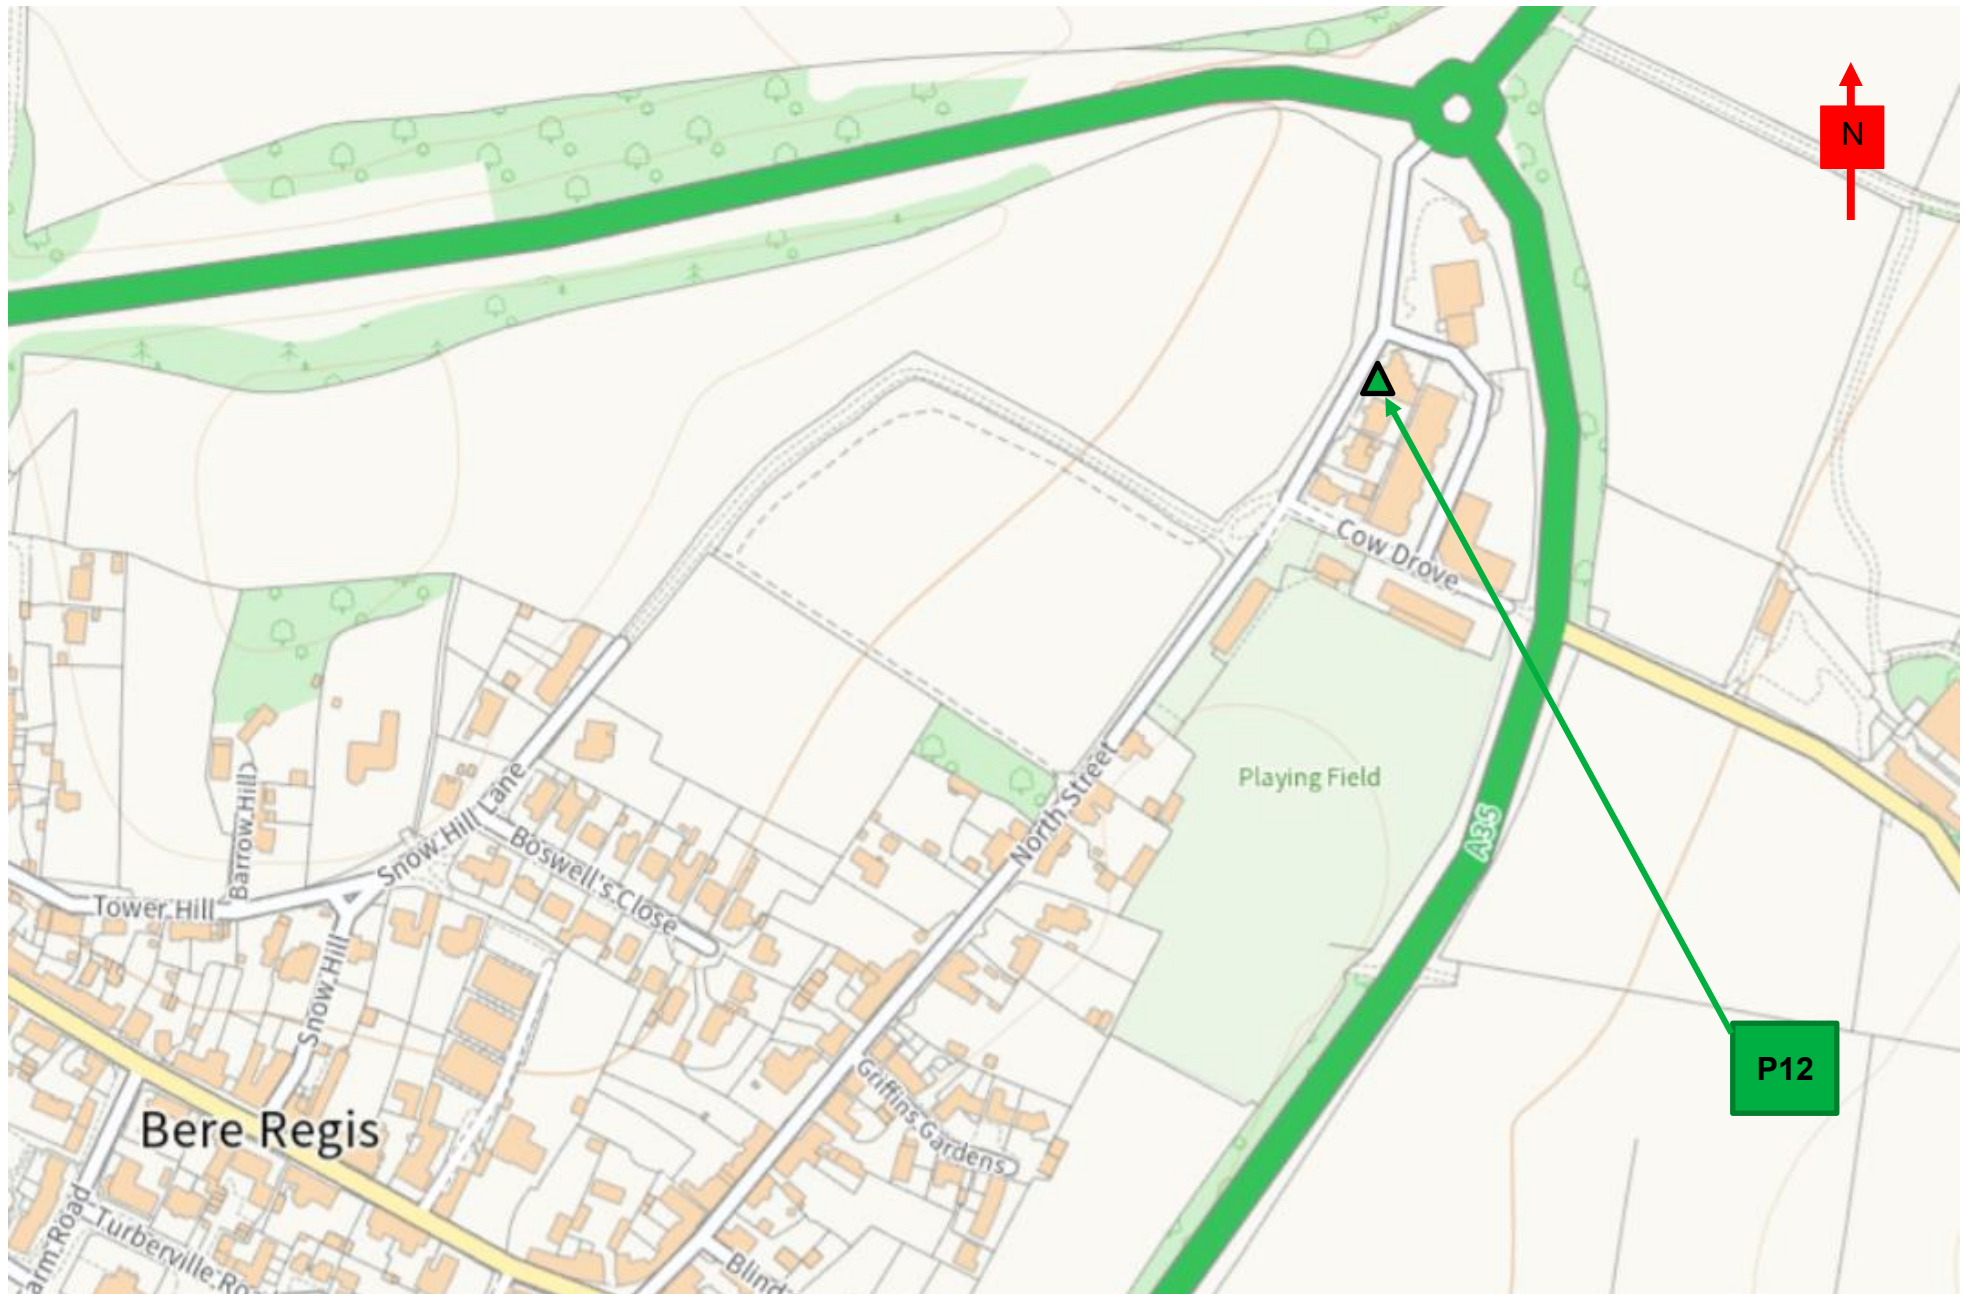 N
Cow Drove
Playing Field
North Street
A35
Barrow Hill
Snow Hill Lane
Boswell's Close
Tower Hill
Snow Hill
P12
Griffins Gardens
Bere Regis
arm Road
Turberville Ro
Blind